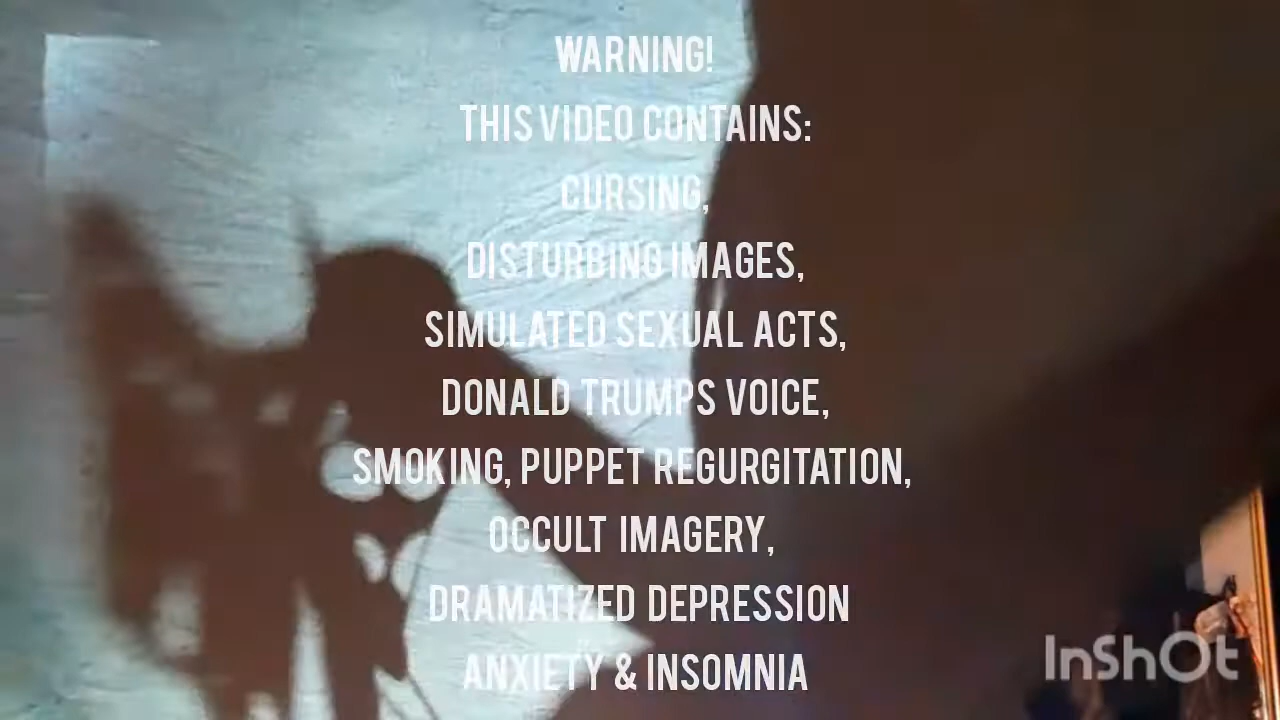 WARNING!
THIS VIDEO CONTAINS:
CURSING,
DISTURBING IMAGES,
SIMULATED SEXUAL ACTS,
DONALD TRUMPS VOICE,
SMOKING, PUPPET REGURGITATION,
OCCULT IMAGERY,
DRAMATIZED DEPRESSION
ANXIETY & INSOMNIA
InShOt